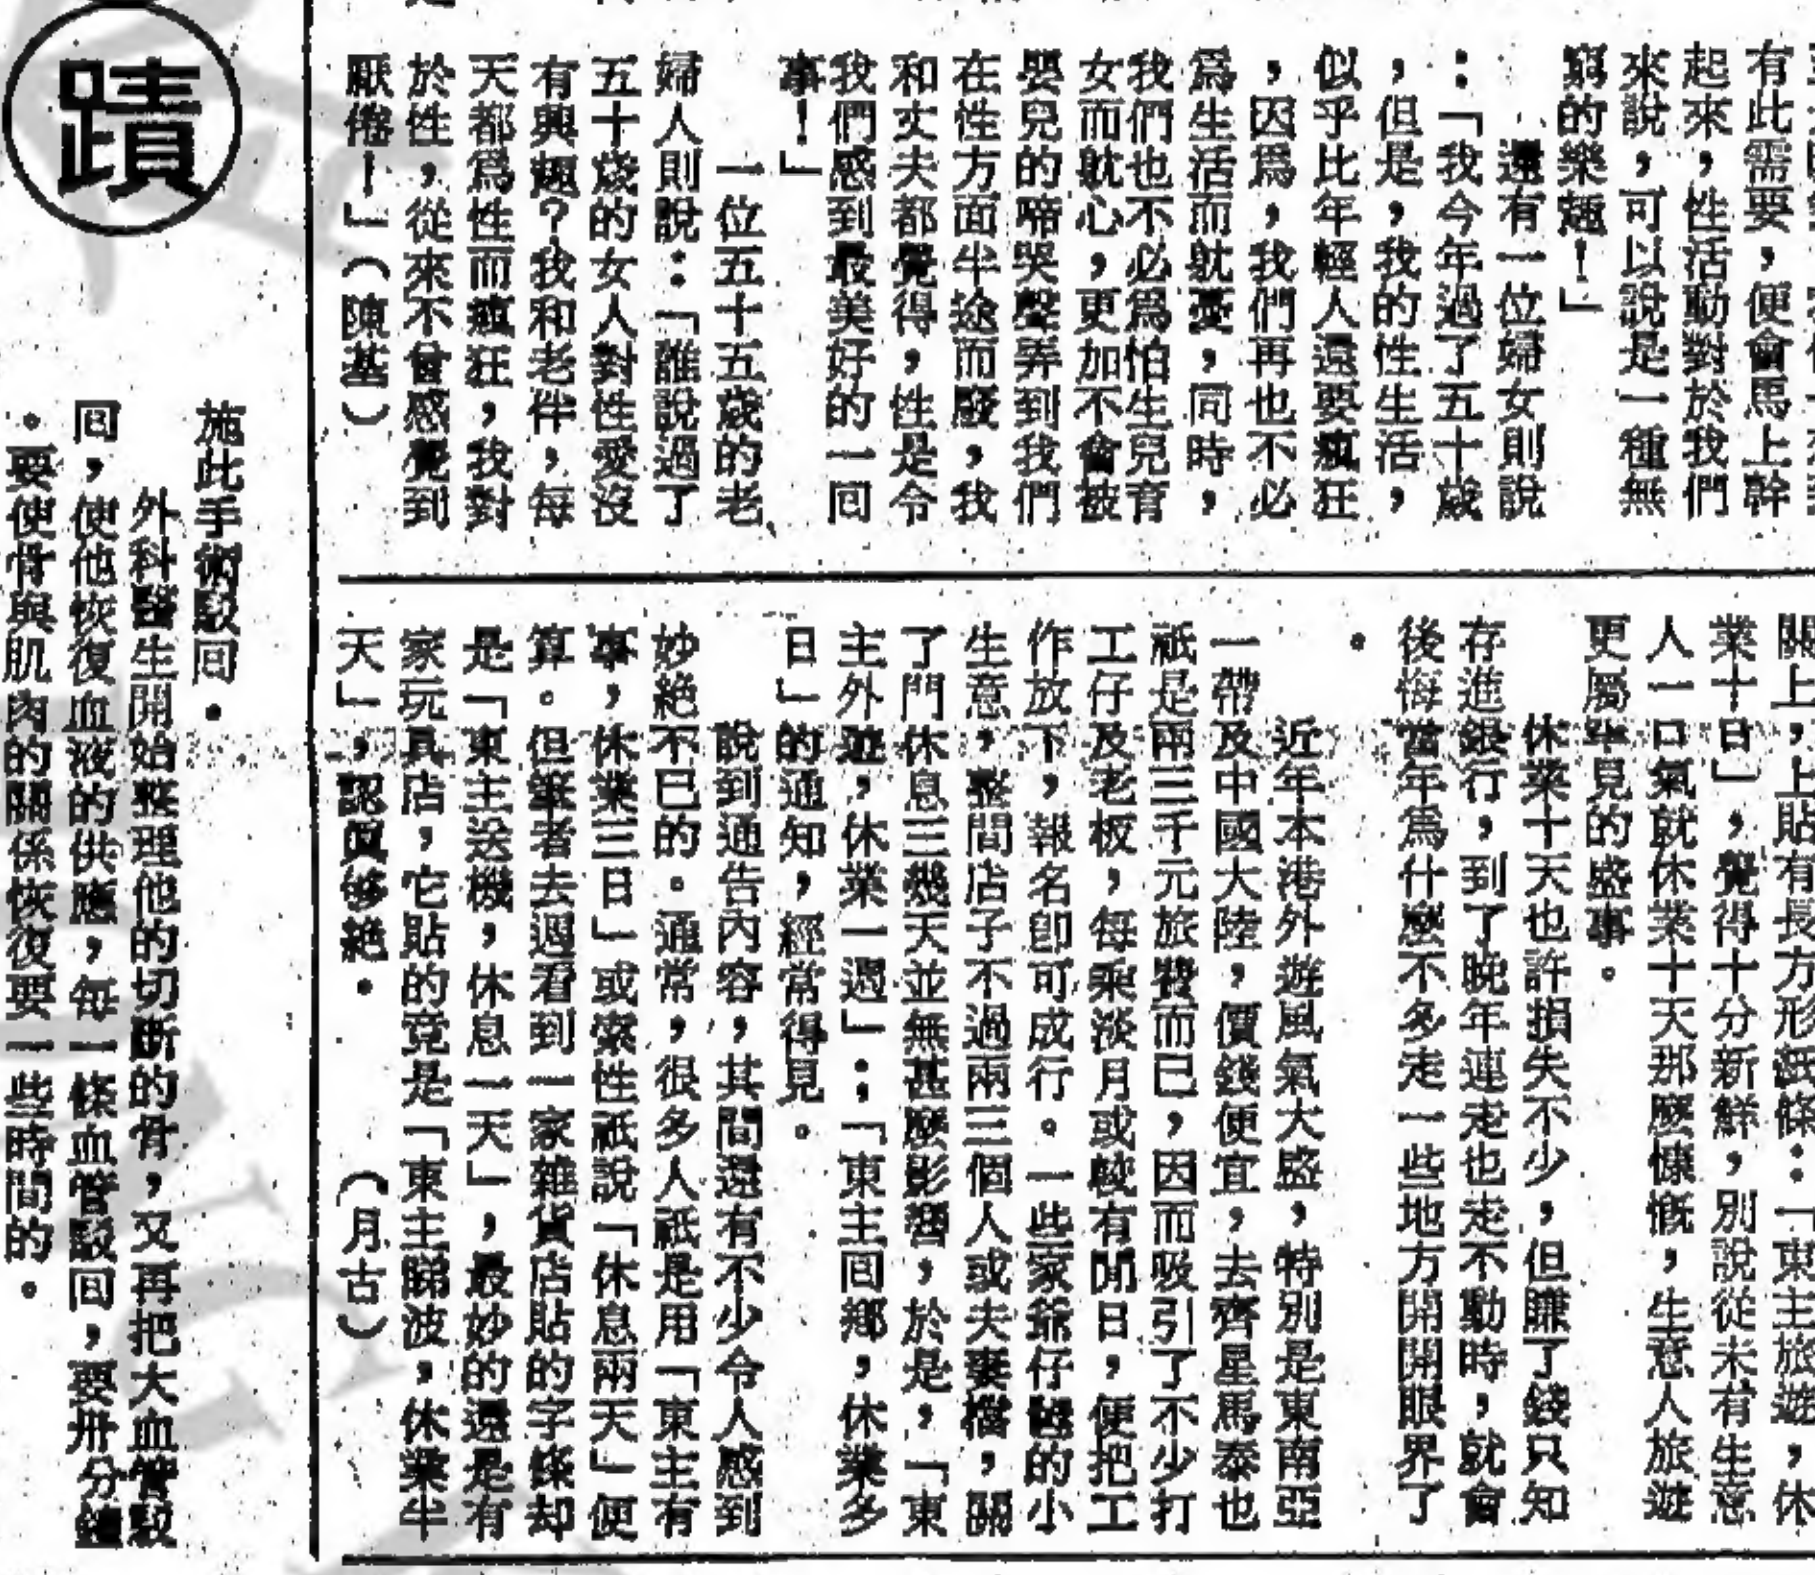 有此需要，便會馬上幹
起來，性活動對於我們
來說，可以說是一種無
窮的樂趣！」
還有一位婦女則說
：「我今年過了五十歲
，但是，我的性生活，
似乎比年輕人還要瘋狂
，因爲，我們再也不必
爲生活而躭憂，同時，
我們也不必爲怕生兒育
女而躭心，更加不會被
嬰兒的啼哭聲弄到我們
在性方面半途而廢，我
和丈夫都覺得，性是令
我們感到最美好的一囘
事！」
一位五十五歲的老
婦人則說：「誰說過了
五十歲的女人對性愛沒
有興趣？我和老伴，每
天都爲性而瘋狂，我對
於性，從來不曾感覺到
厭倦！」（陳基）
關上，上貼有長方形紙條：「東主旅遊，休
業十日」，覺得十分新鮮，別說從未有生意
人一口氣就休業十天那麼慷慨，生意人旅遊
更屬罕見的盛事。
休業十天也許損失不少，但賺了錢只知
存進銀行，到了晚年連走也走不動時，就會
後悔當年爲什麼不多走一些地方開開眼界了
。
近年本港外遊風氣大盛，特別是東南亞
一帶及中國大陸，價錢便宜，去齊星馬泰也
祇是兩三千元旅費而已，因而吸引了不少打
工仔及老板，每乘淡月或較有閒日，便把工
作放下，報名卽可成行。一些家爺仔乸的小
生意，整間店子不過兩三個人或夫妻檔，關
了門休息三幾天並無甚麼影響，於是，「東
主外遊，休業一週」；「東主囘鄉，休業多
日」的通知，經常得見。
說到通告內容，其間還有不少令人感到
妙絕不已的。通常，很多人祇是用「東主有
事，休業三日」或索性祇說「休息兩天」便
算。但筆者去週看到一家雜貨店貼的字條却
是「東主送機，休息一天」，最妙的還是有
家玩具店，它貼的竟是「東主睇波，休業半
天」，認眞够絕。（月古）
蹟
施此手術駁囘。
外科醫生開始整理他的切斷的骨，又再把大血管駁
囘，使他恢復血液的供應，每一條血管駁囘，要卅分鐘
。要使骨與肌肉的關係恢復要一些時間的。